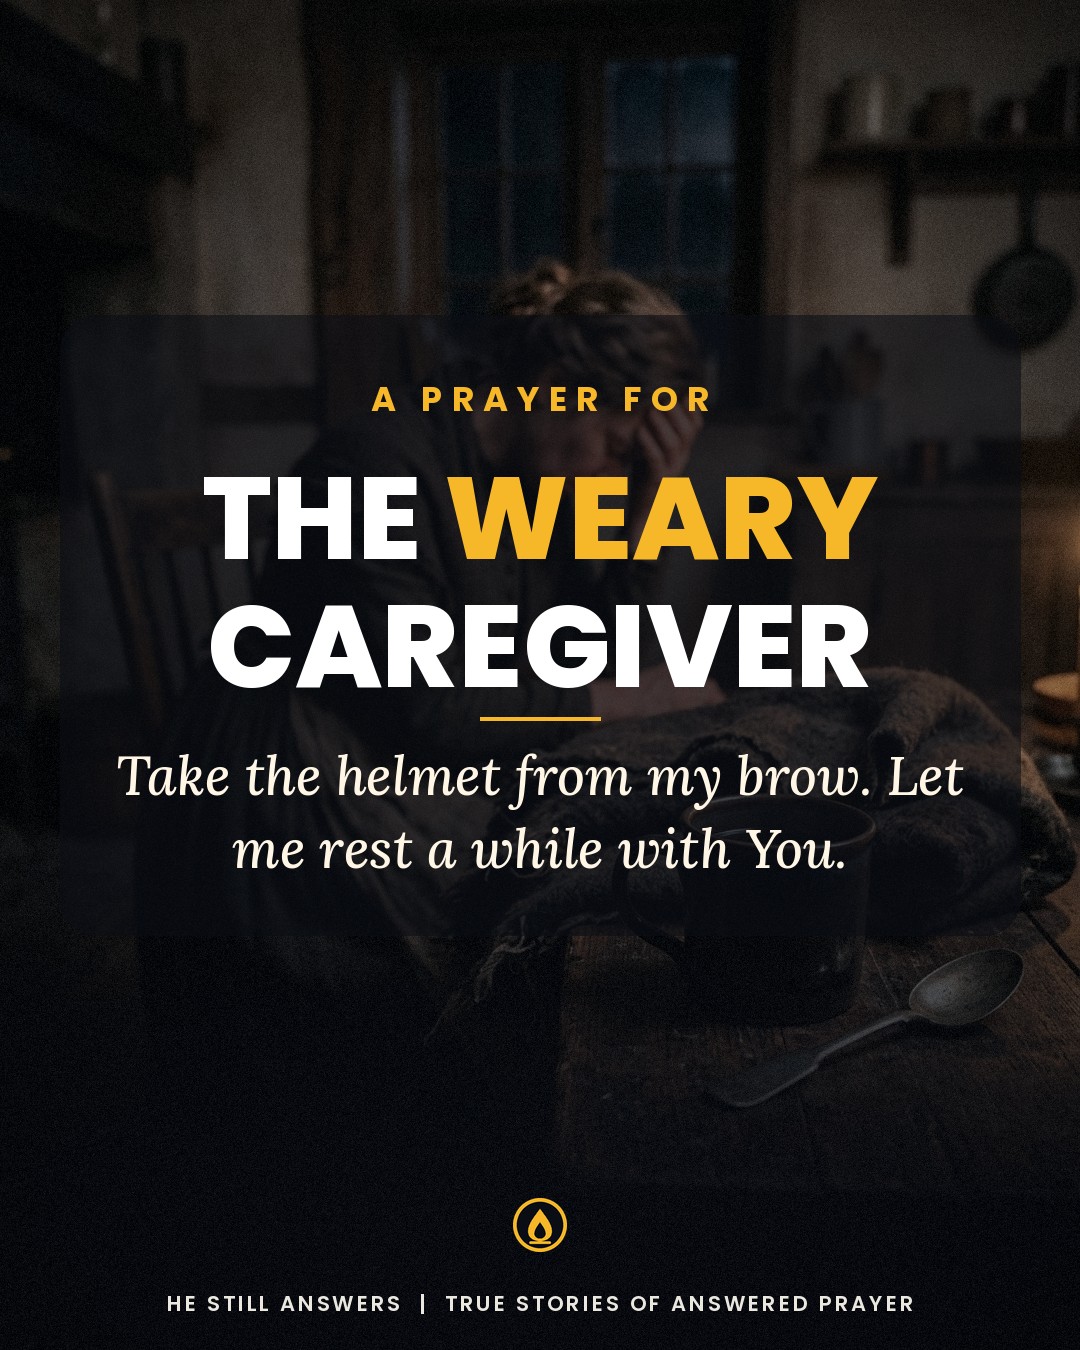 A PRAYER FOR
THE WEARY
CAREGIVER
Take the helmet from my brow. Let
me rest a while with You.
HE STILL ANSWERS | TRUE STORIES OF ANSWERED PRAYER